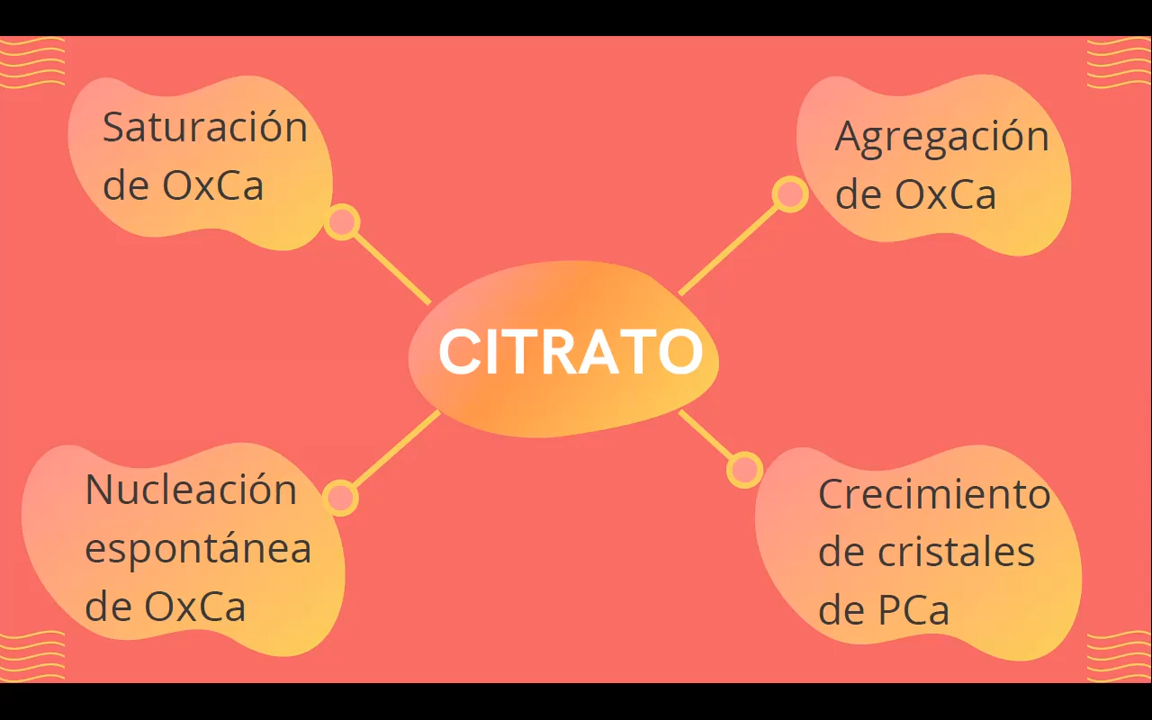 Saturación
de OxCa
Agregación
de OxCa
CITRATO
Nucleación
espontánea
de OxCa
Crecimiento
de cristales
de PCa